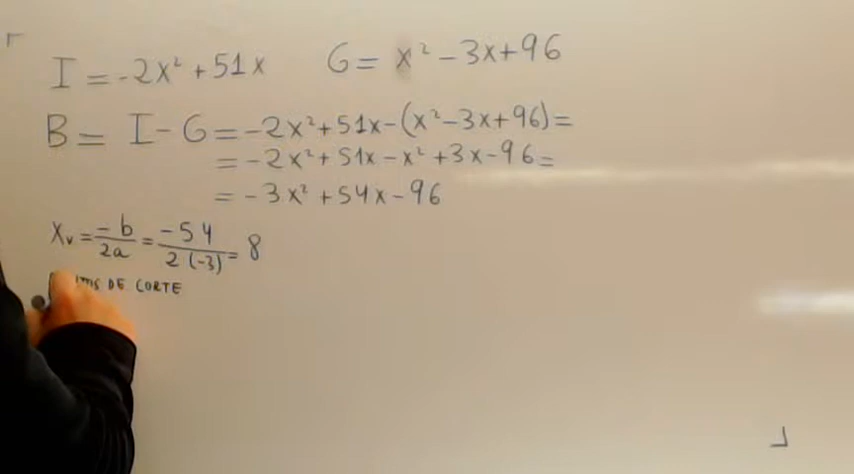 I = -2x² + 51x G = x² - 3x + 96
B = I - G = -2x² + 51x - (x² - 3x + 96) =
= -2x² + 51x - x² + 3x - 96 =
= -3x² + 54x - 96
Xv = -b/2a = -54/2(-3) = 8
DE CORTE